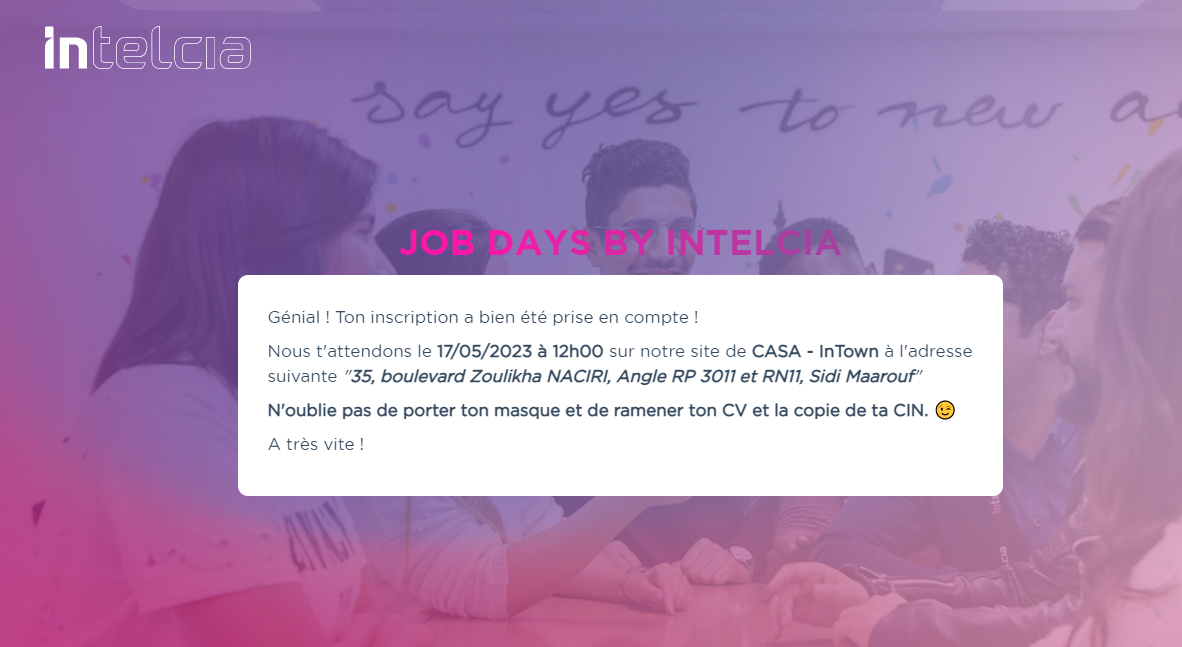 intelcia
say yes to new a
JOB DAYS BY INTELCIA
Génial ! Ton inscription a bien été prise en compte !
Nous t'attendons le 17/05/2023 à 12h00 sur notre site de CASA - InTown à l'adresse
suivante "35, boulevard Zoulikha NACIRI, Angle RP 3011 et RN11, Sidi Maarouf"
N'oublie pas de porter ton masque et de ramener ton CV et la copie de ta CIN. 😉
A très vite !